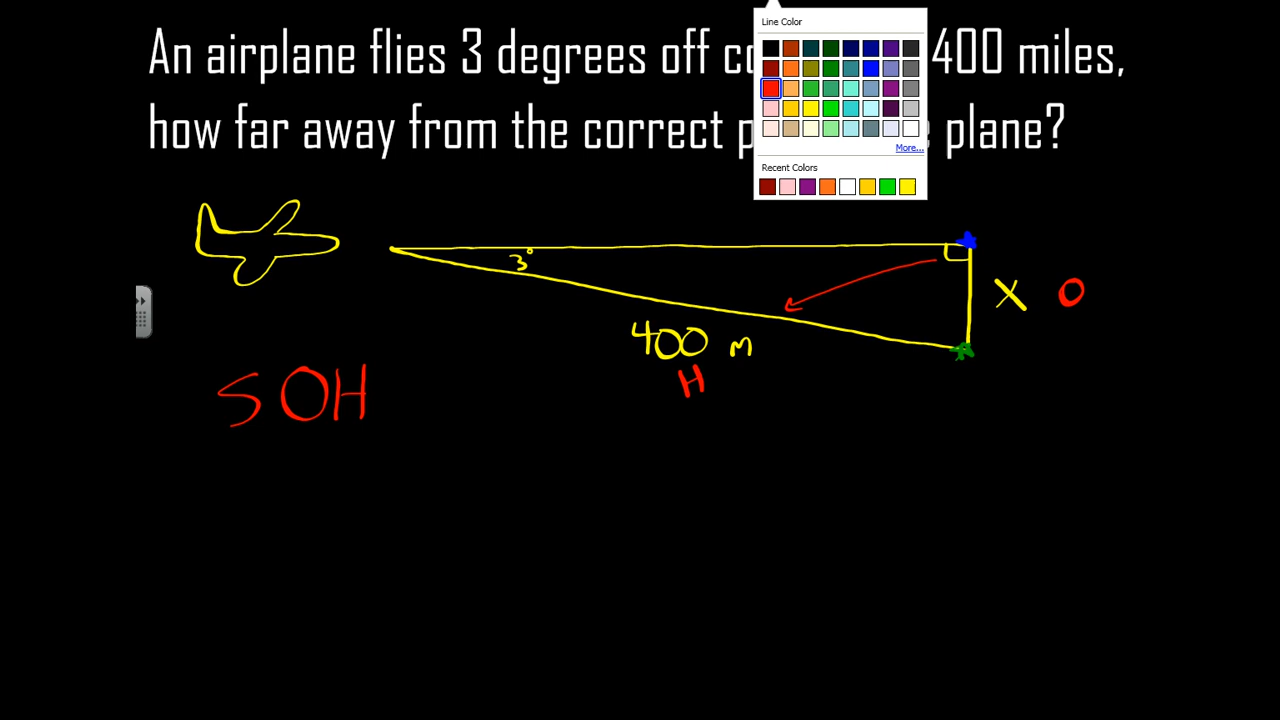 An airplane flies 3 degrees off 400 miles,
how far away from the correct plane?
Line Color
More...
Recent Colors
3°
X O
400 m
H
SOH